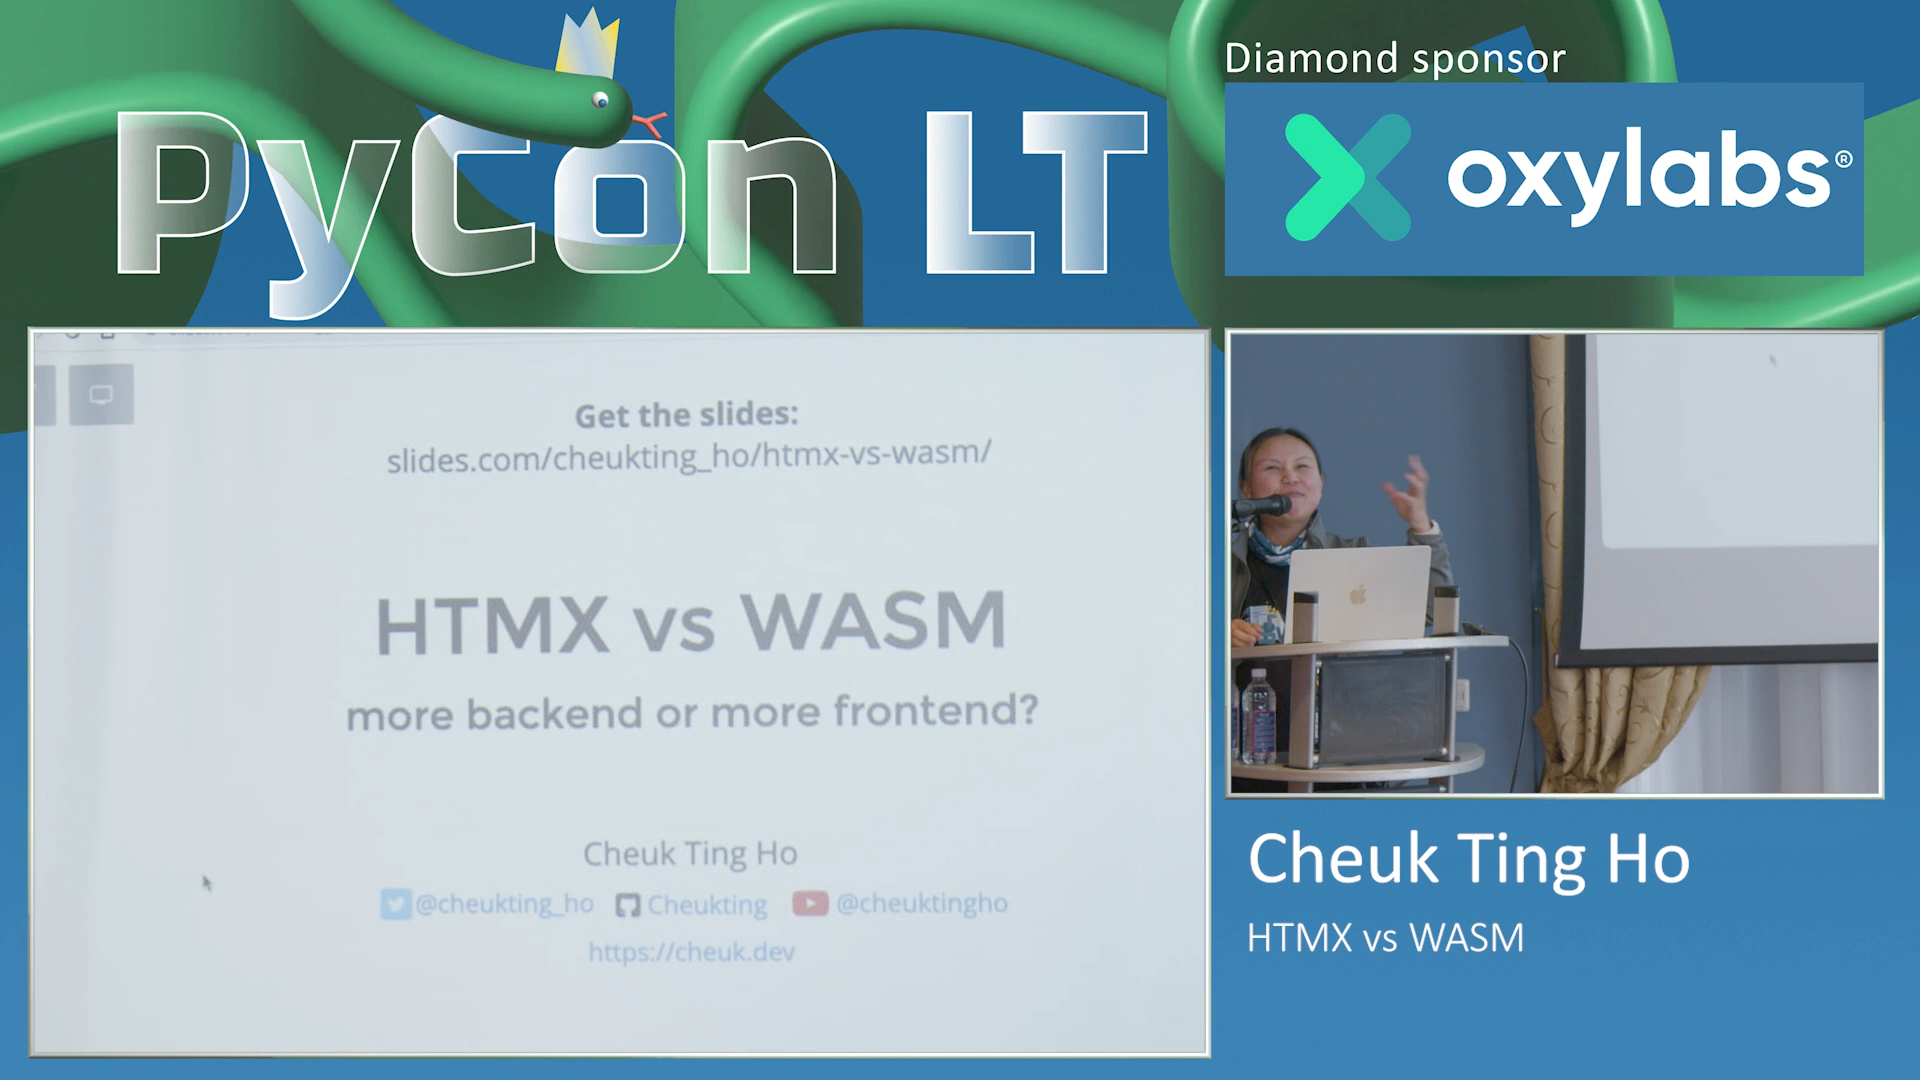 PyCon LT
Diamond sponsor
oxylabs®
Get the slides:
slides.com/cheukting_ho/htmx-vs-wasm/
HTMX vs WASM
more backend or more frontend?
Cheuk Ting Ho
@cheukting_ho Cheukting @cheuktingho
https://cheuk.dev
Cheuk Ting Ho
HTMX vs WASM